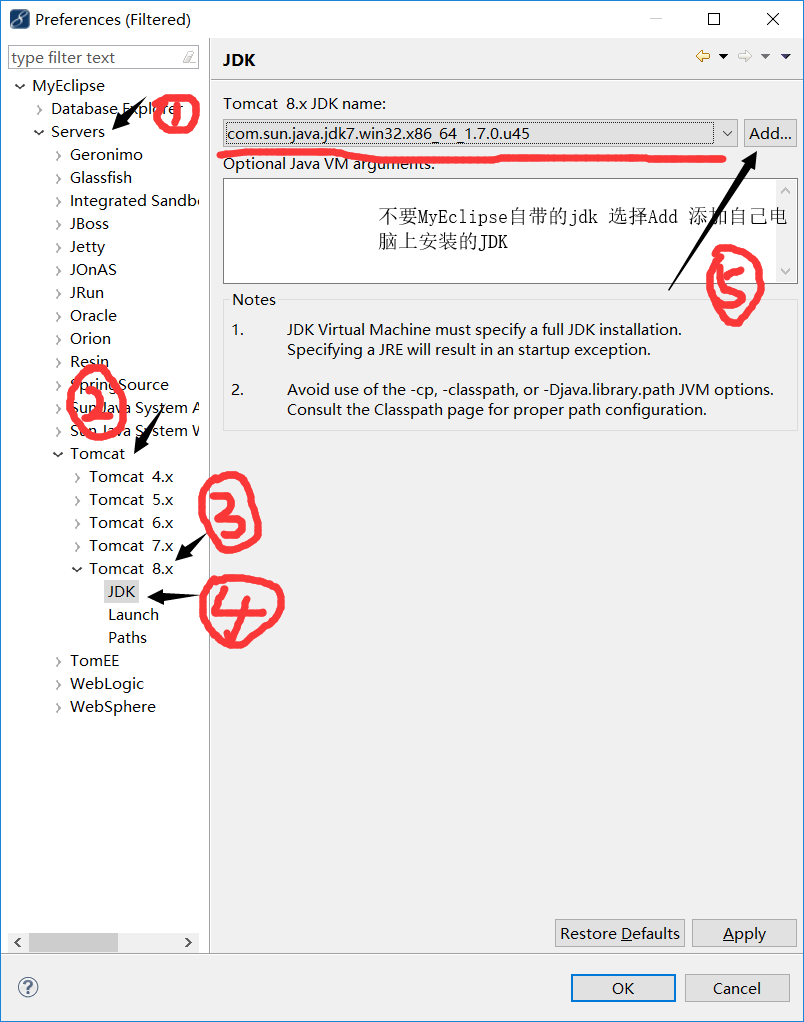 Preferences (Filtered)
type filter text
MyEclipse
Database Explorer
Servers
Geronimo
Glassfish
Integrated Sandbo
JBoss
Jetty
JOnAS
JRun
Oracle
Orion
Resin
SpringSource
Sun Java System A
Sun Java System W
Tomcat
Tomcat 4.x
Tomcat 5.x
Tomcat 6.x
Tomcat 7.x
Tomcat 8.x
JDK
Launch
Paths
TomEE
WebLogic
WebSphere
1
2
3
4
JDK
Tomcat 8.x JDK name:
com.sun.java.jdk7.win32.x86_64_1.7.0.u45
Add...
Optional Java VM arguments:
不要MyEclipse自带的jdk 选择Add 添加自己电
脑上安装的JDK
5
Notes
1. JDK Virtual Machine must specify a full JDK installation.
Specifying a JRE will result in an startup exception.
2. Avoid use of the -cp, -classpath, or -Djava.library.path JVM options.
Consult the Classpath page for proper path configuration.
Restore Defaults
Apply
?
OK
Cancel